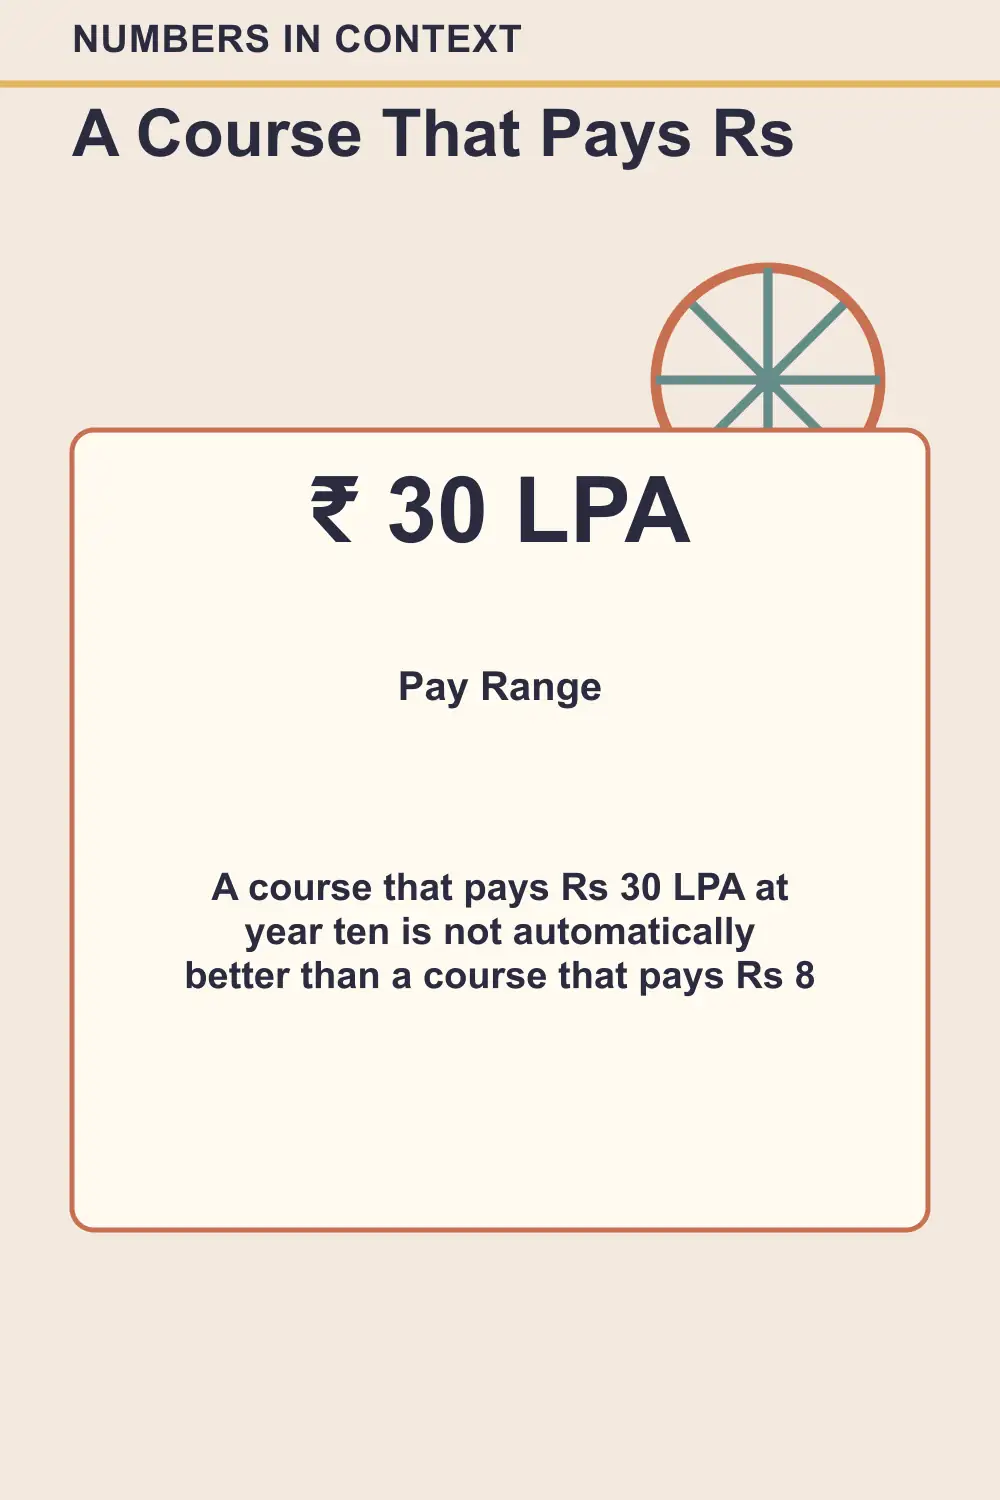 NUMBERS IN CONTEXT
A Course That Pays Rs
₹ 30 LPA
Pay Range
A course that pays Rs 30 LPA at
year ten is not automatically
better than a course that pays Rs 8